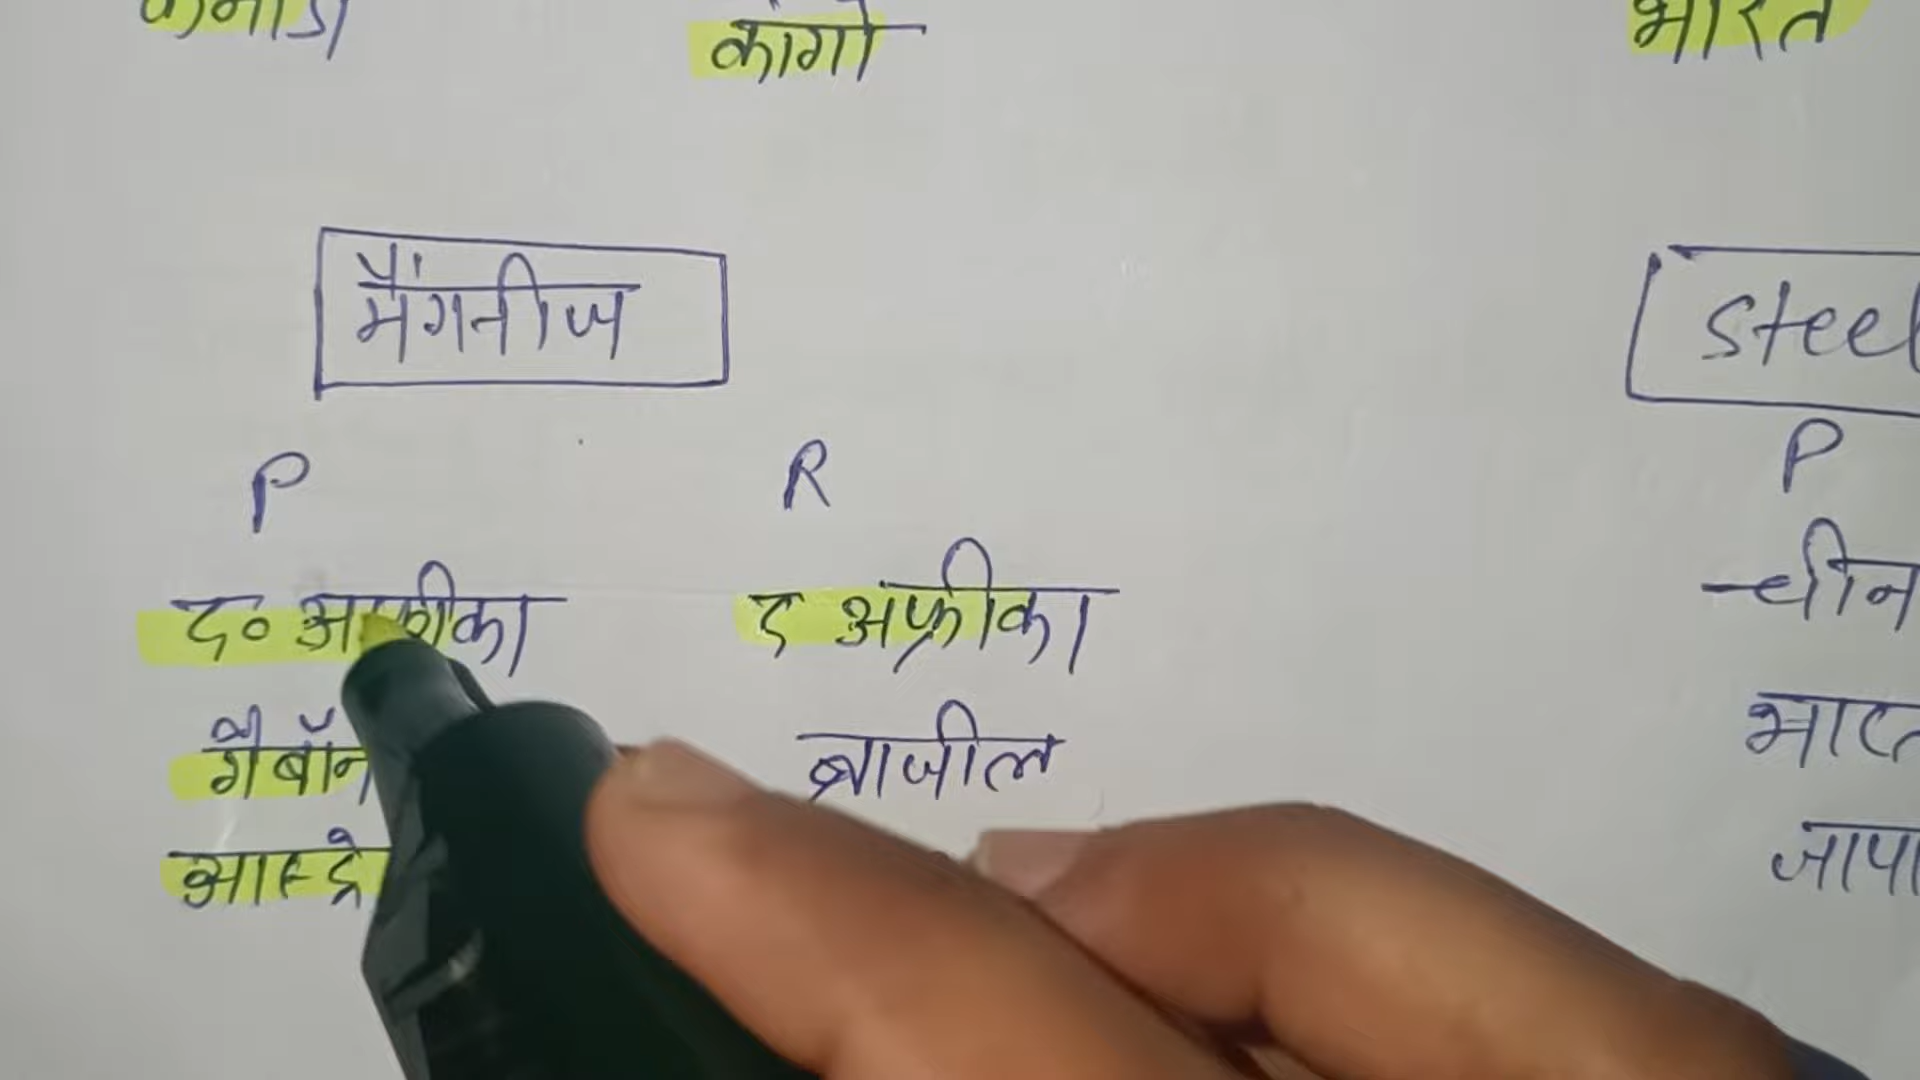 कांगो
भारत
मैंगनीज
Steel
P
R
P
द० अफ्रीका
द अफ्रीका
चीन
गैबॉन
ब्राजील